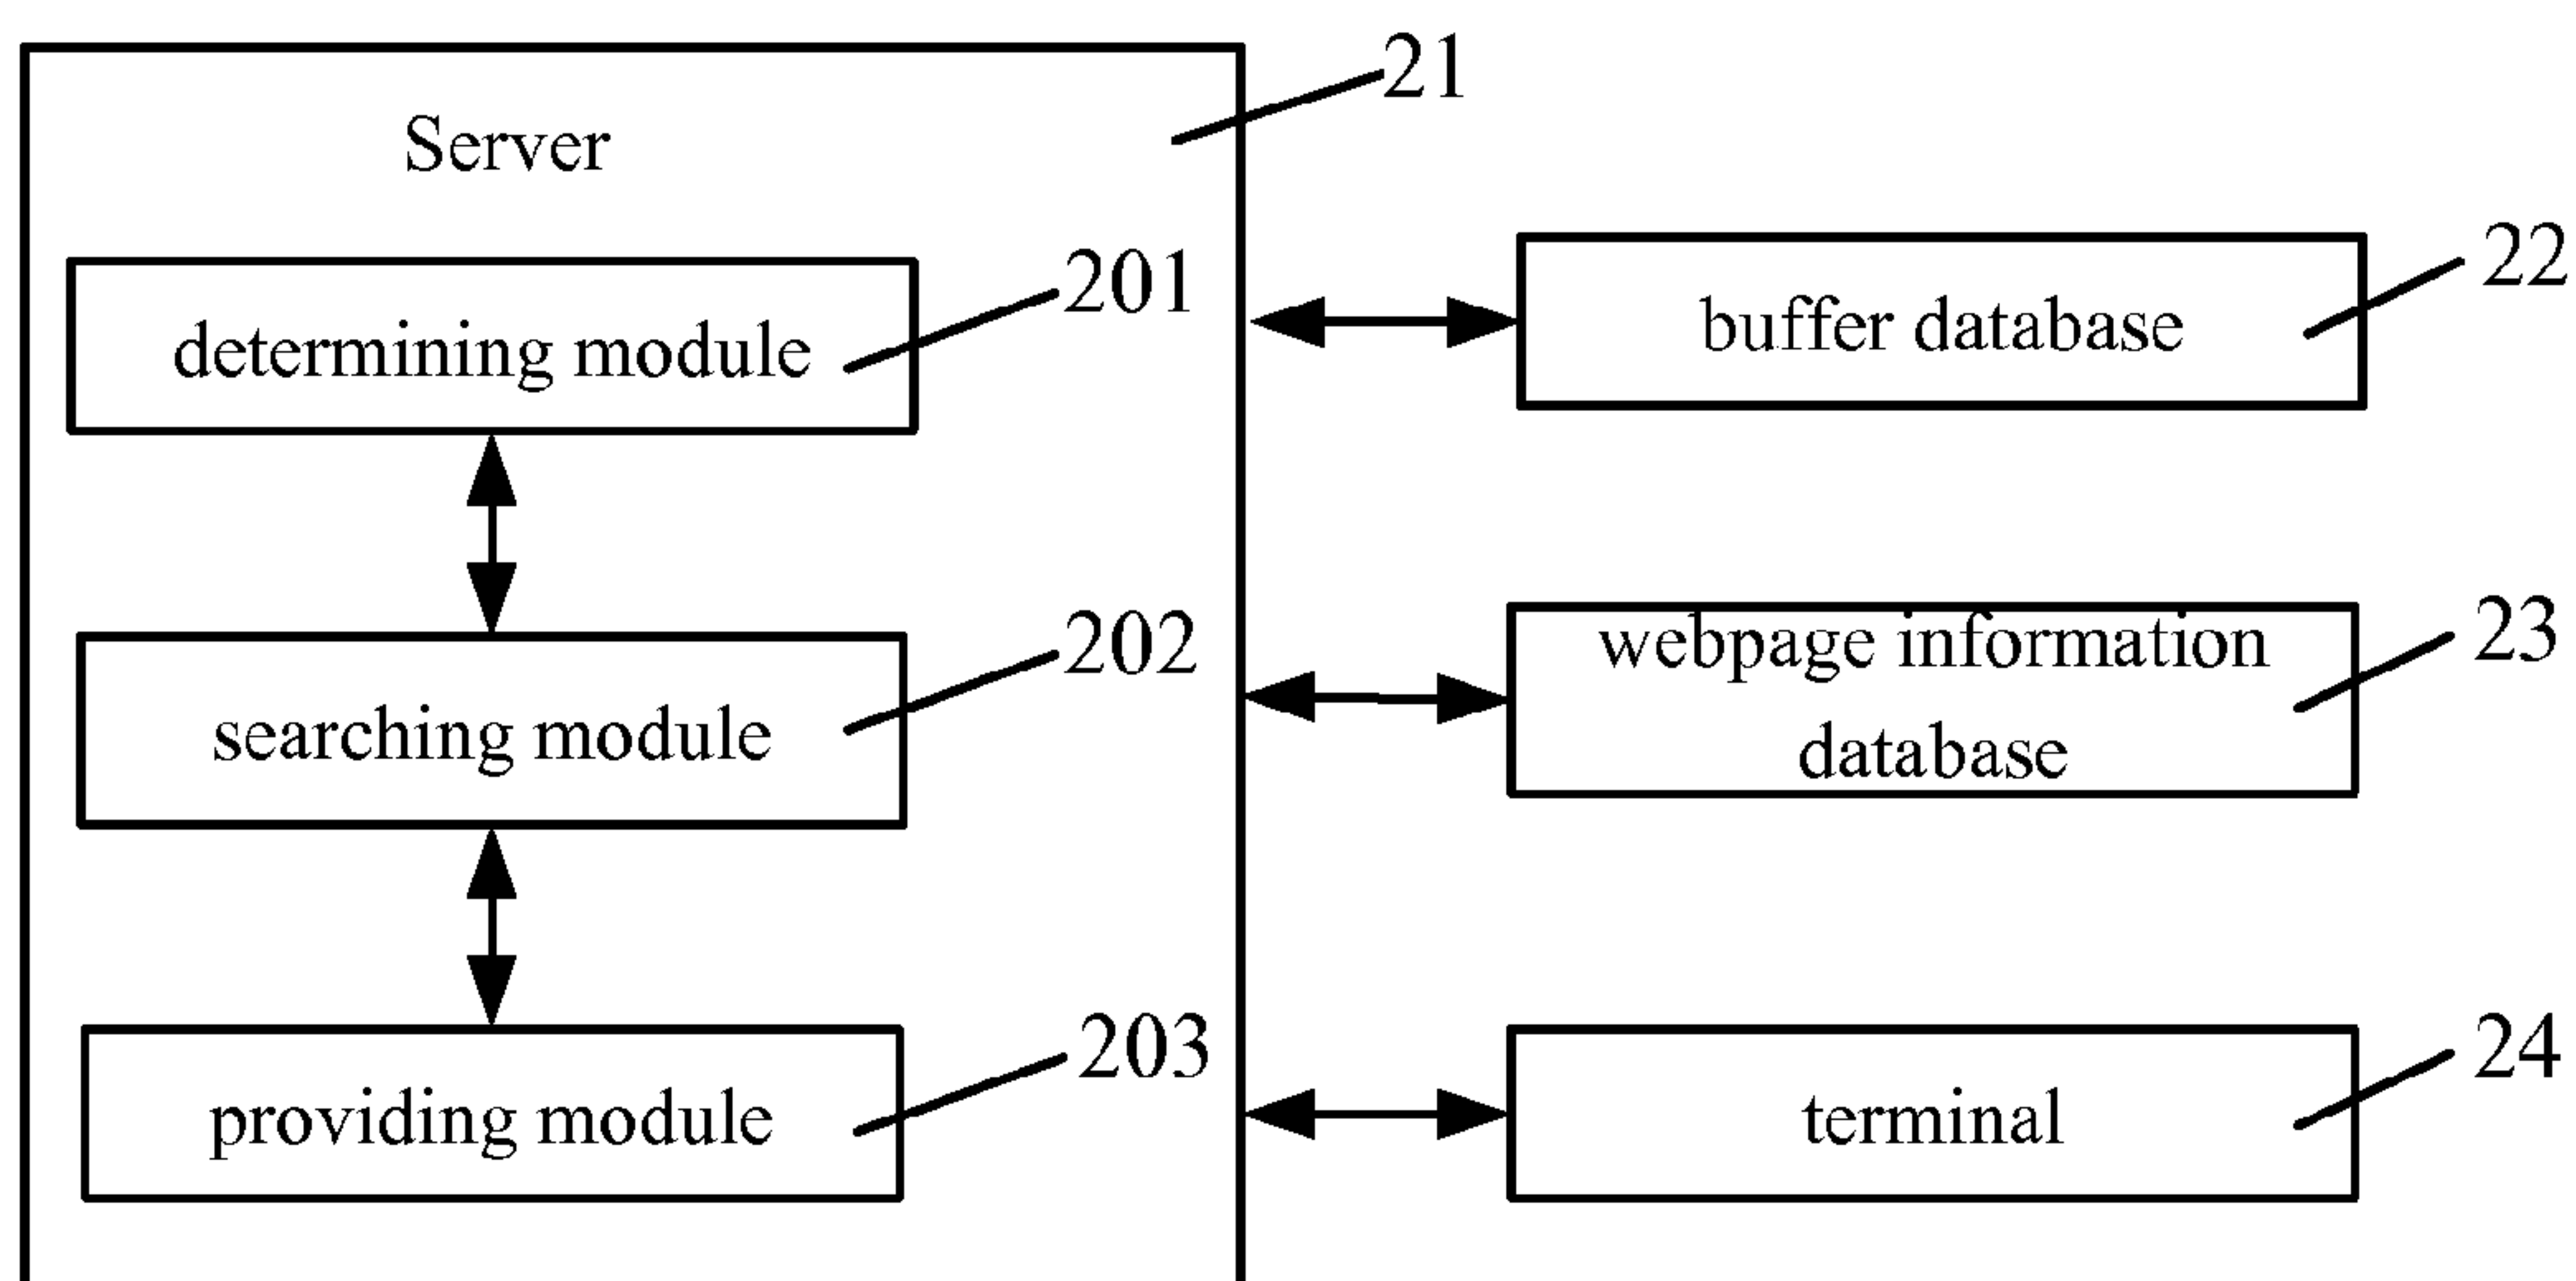 21
Server
22
201
buffer database
determining module
23
202
webpage information
searching module
database
24
203
providing module
terminal